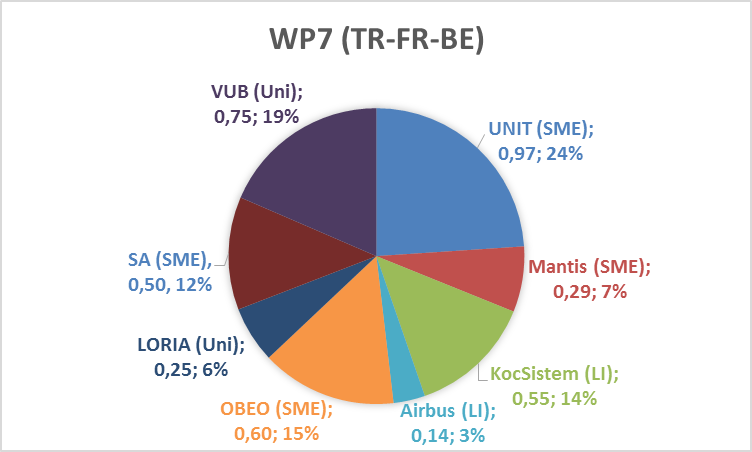 WP7 (TR-FR-BE)
VUB (Uni);
0,75; 19%
UNIT (SME);
0,97; 24%
SA (SME),
0,50, 12%
Mantis (SME);
0,29; 7%
LORIA (Uni);
0,25; 6%
KocSistem (LI);
0,55; 14%
OBEO (SME);
0,60; 15%
Airbus (LI);
0,14; 3%